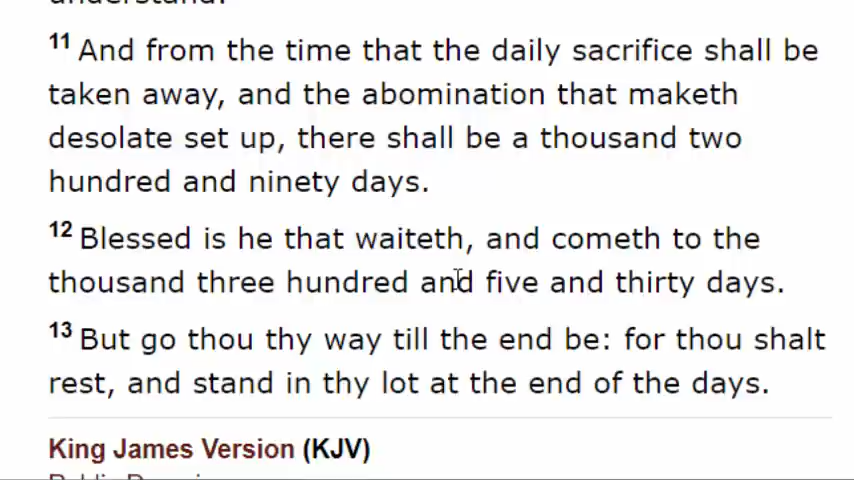 understand.
11 And from the time that the daily sacrifice shall be
taken away, and the abomination that maketh
desolate set up, there shall be a thousand two
hundred and ninety days.
12 Blessed is he that waiteth, and cometh to the
thousand three hundred and five and thirty days.
13 But go thou thy way till the end be: for thou shalt
rest, and stand in thy lot at the end of the days.
King James Version (KJV)